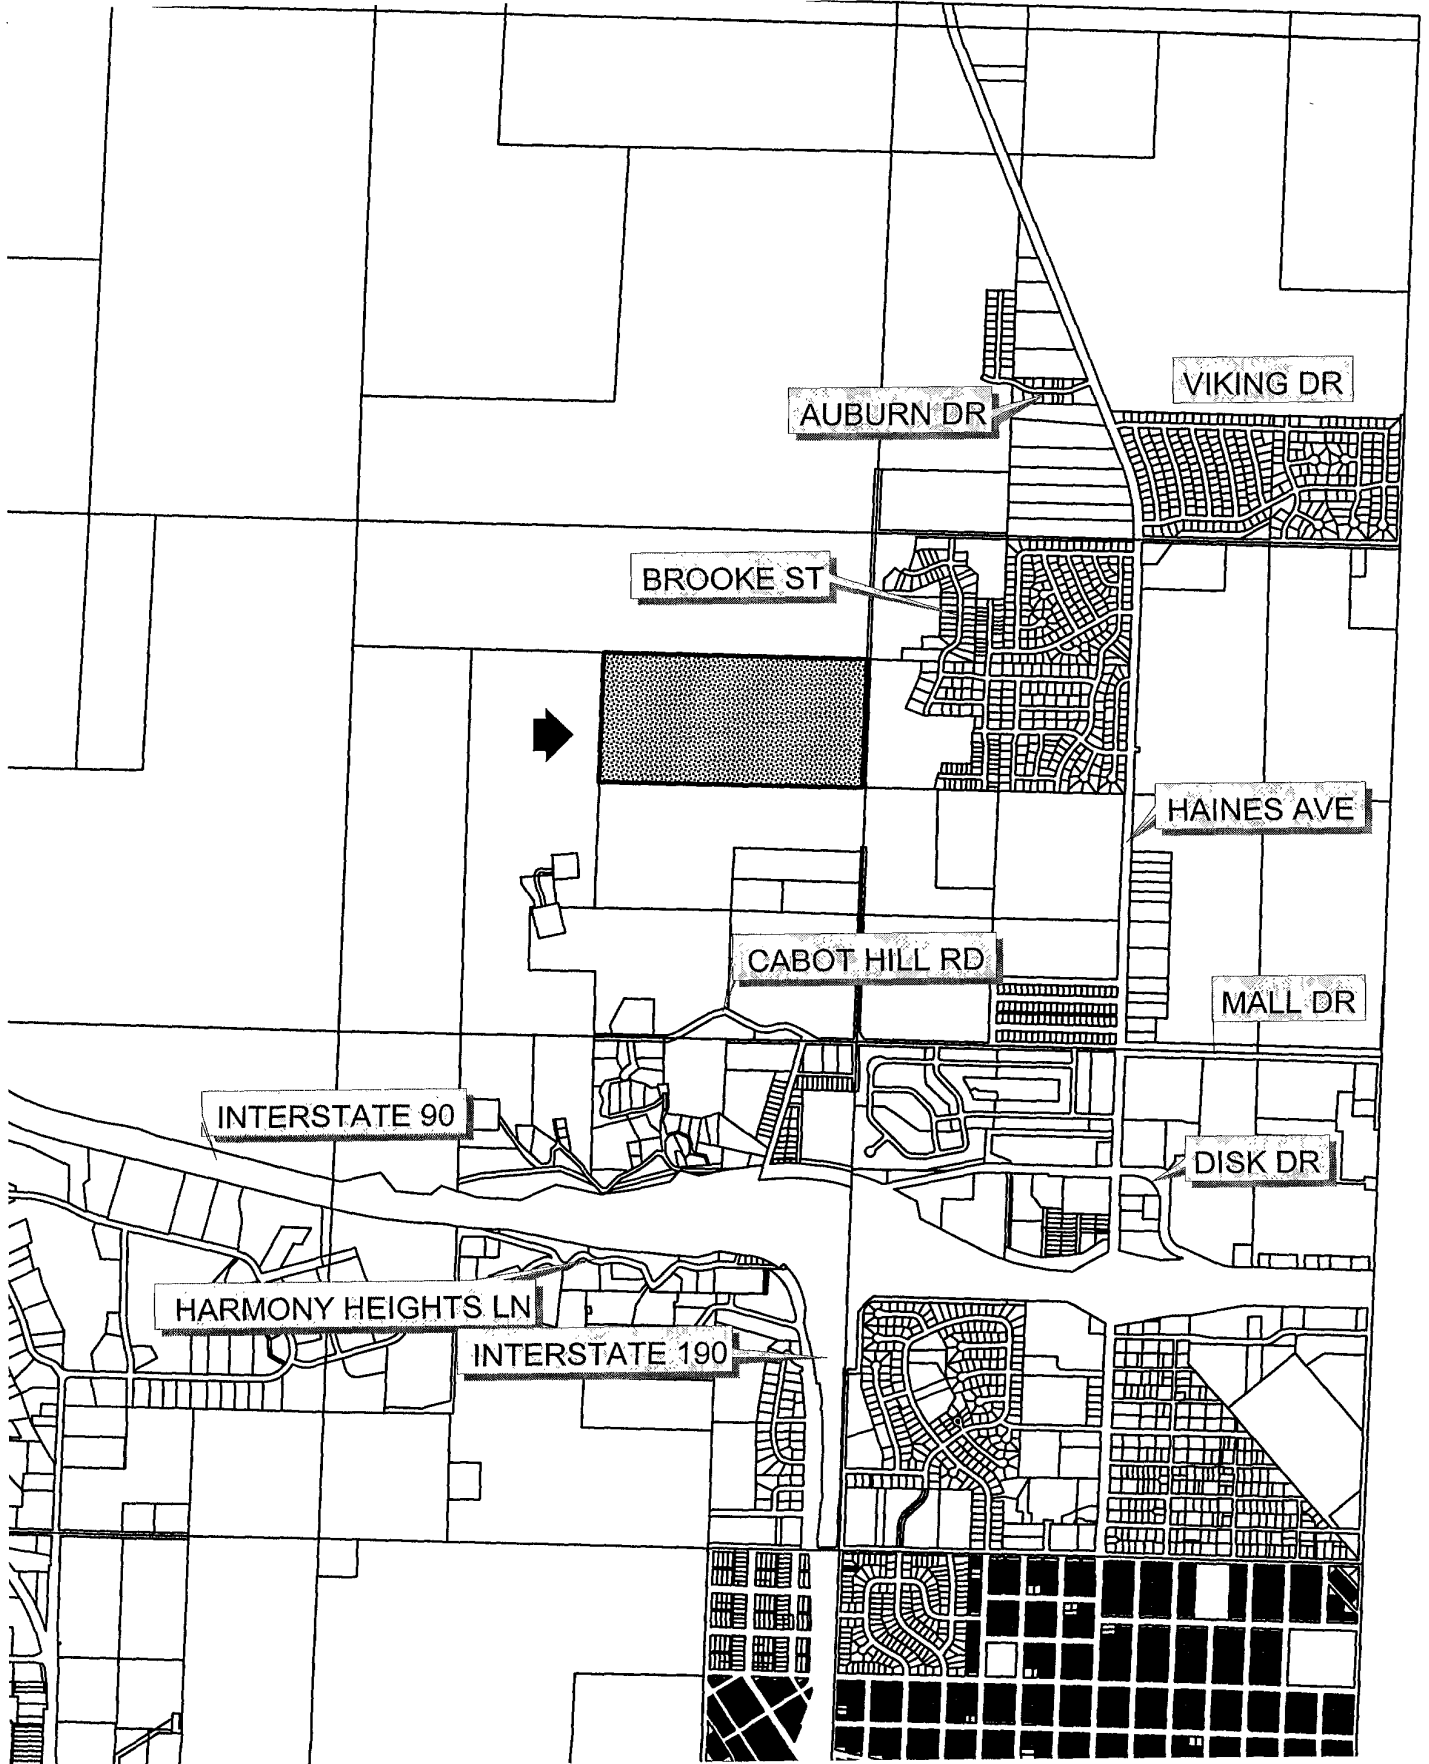 VIKING DR
AUBURN DR
BROOKE ST
HAINES AVE
CABOT HILL RD
MALL DR
INTERSTATE 90
DISK DR
HARMONY HEIGHTS LN
INTERSTATE 190